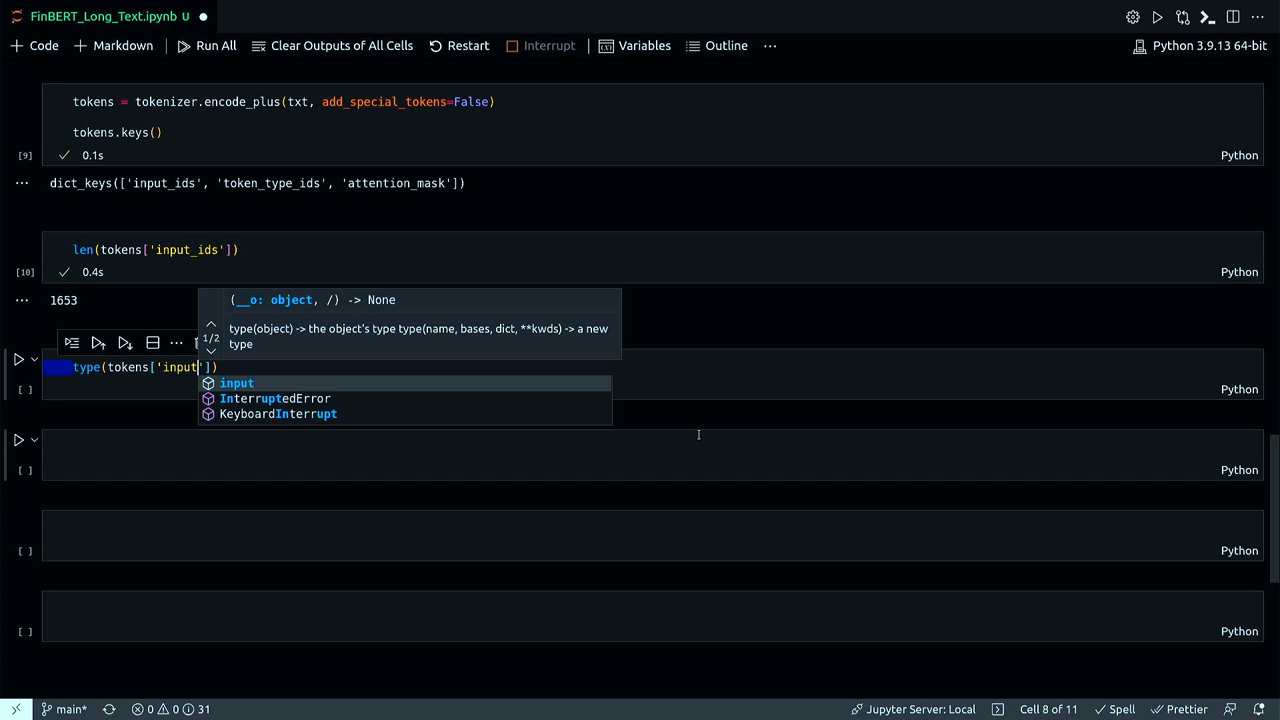 FinBERT_Long_Text.ipynb U
Code Markdown Run All Clear Outputs of All Cells Restart Interrupt Variables Outline ... Python 3.9.13 64-bit
tokens = tokenizer.encode_plus(txt, add_special_tokens=False)
tokens.keys()
[9] 0.1s Python
dict_keys(['input_ids', 'token_type_ids', 'attention_mask'])
len(tokens['input_ids'])
[10] 0.4s Python
1653
(__o: object, /) -> None
type(object) -> the object's type type(name, bases, dict, **kwds) -> a new
1/2
type
type(tokens['input'])
input
[ ] Python
InterruptedError
KeyboardInterrupt
[ ] Python
[ ] Python
[ ] Python
main* 0 0 31 Jupyter Server: Local Cell 8 of 11 Spell Prettier